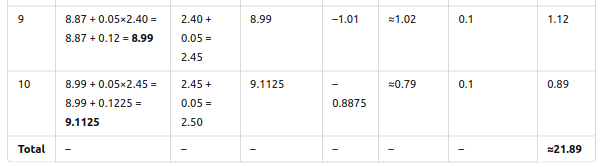 9 8.87 + 0.05×2.40 = 2.40 + 8.99 –1.01 ≈1.02 0.1 1.12
8.87 + 0.12 = 8.99 0.05 =
2.45
10 8.99 + 0.05×2.45 = 2.45 + 9.1125 – ≈0.79 0.1 0.89
8.99 + 0.1225 = 0.05 = 0.8875
9.1125 2.50
Total – – – – – – ≈21.89